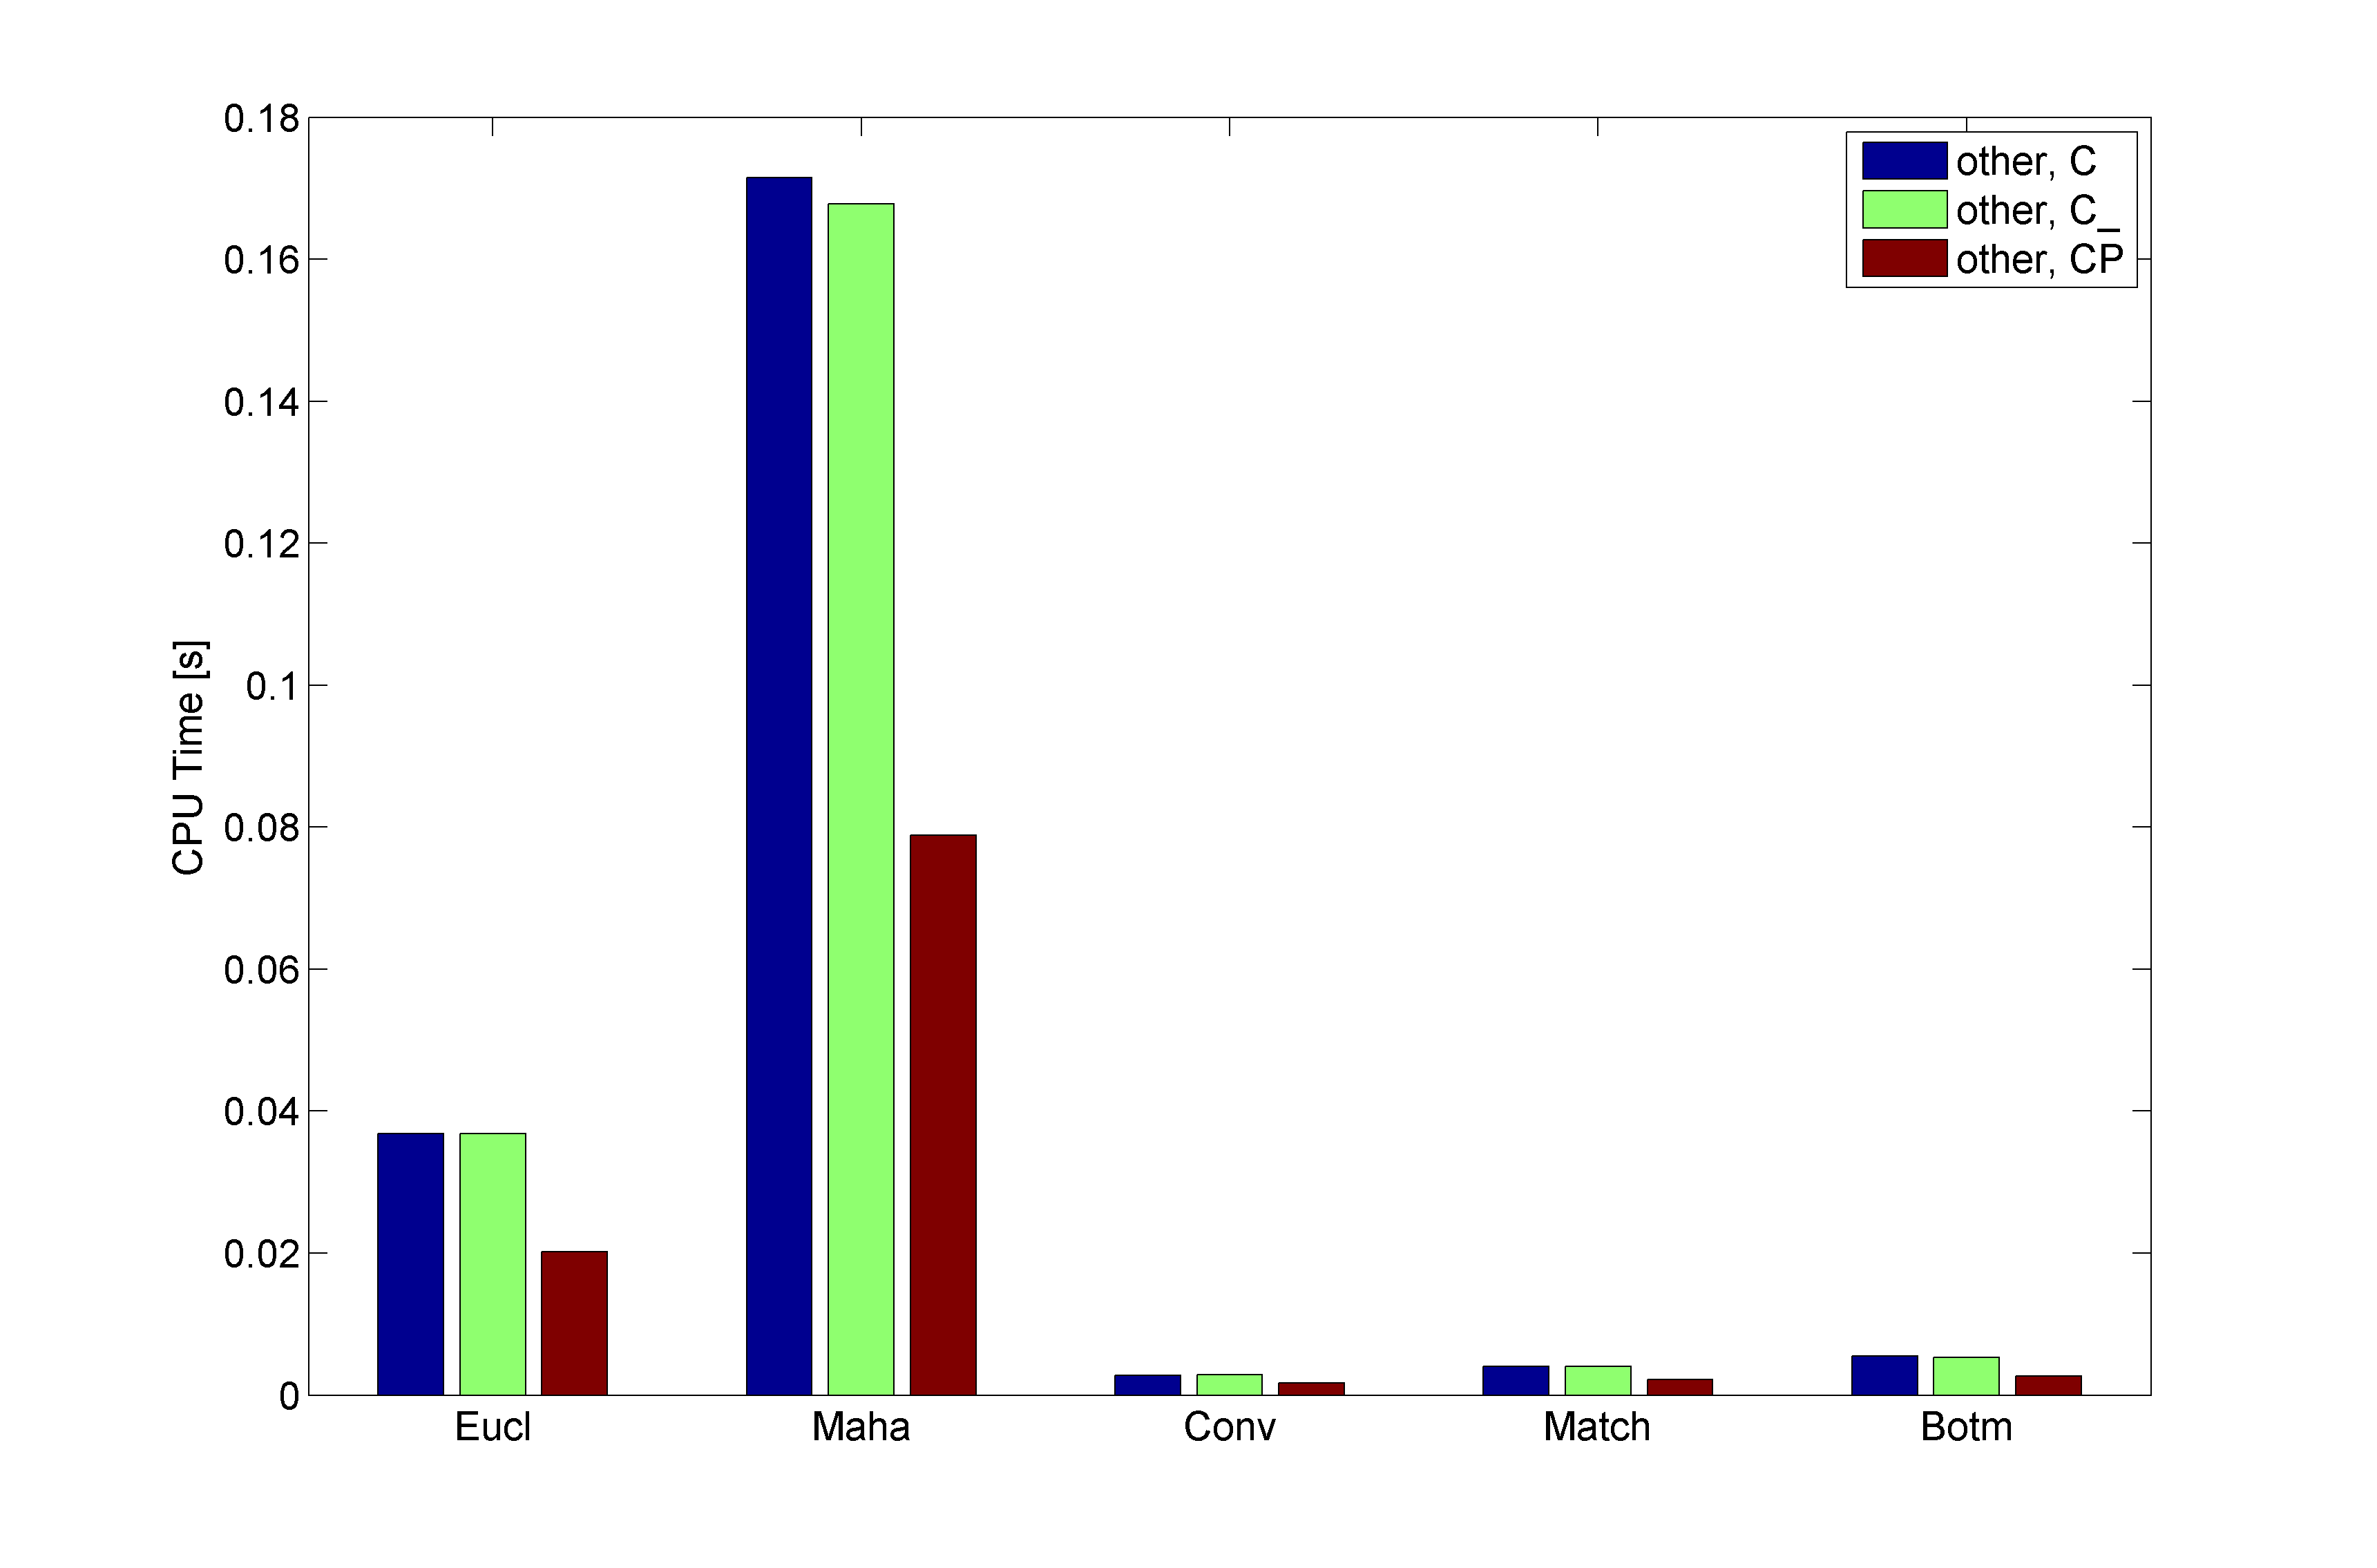 0.18
0.16
0.14
0.12
0.1
0.08
0.06
0.04
0.02
0
CPU Time [s]
other, C
other, C_
other, CP
Eucl
Maha
Conv
Match
Botm